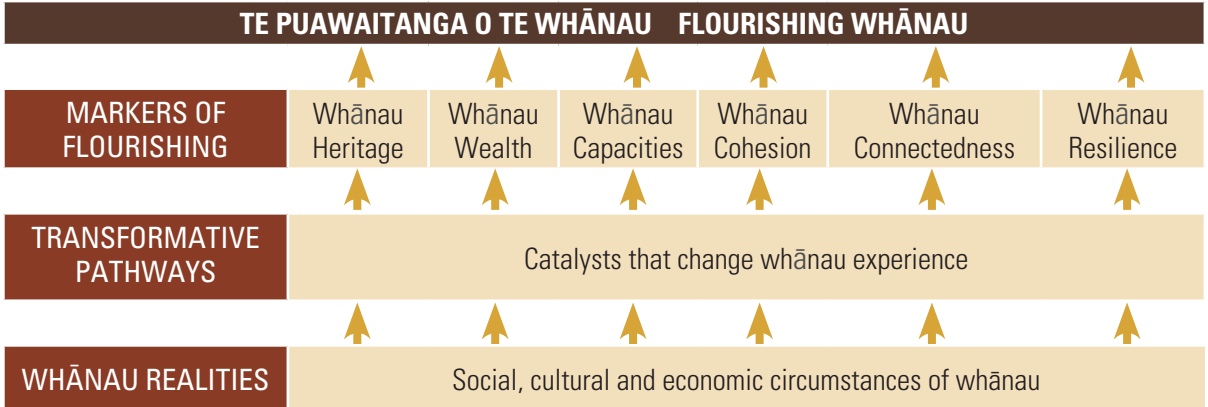 TE PUAWAITANGA O TE WHĀNAU FLOURISHING WHĀNAU
MARKERS OF
FLOURISHING
Whānau
Heritage
Whānau
Wealth
Whānau
Capacities
Whānau
Cohesion
Whānau
Connectedness
Whānau
Resilience
TRANSFORMATIVE
PATHWAYS
Catalysts that change whānau experience
WHĀNAU REALITIES
Social, cultural and economic circumstances of whānau